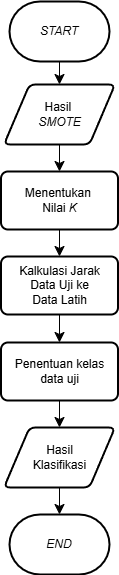 START
Hasil
SMOTE
Menentukan
Nilai K
Kalkulasi Jarak
Data Uji ke
Data Latih
Penentuan kelas
data uji
Hasil
Klasifikasi
END